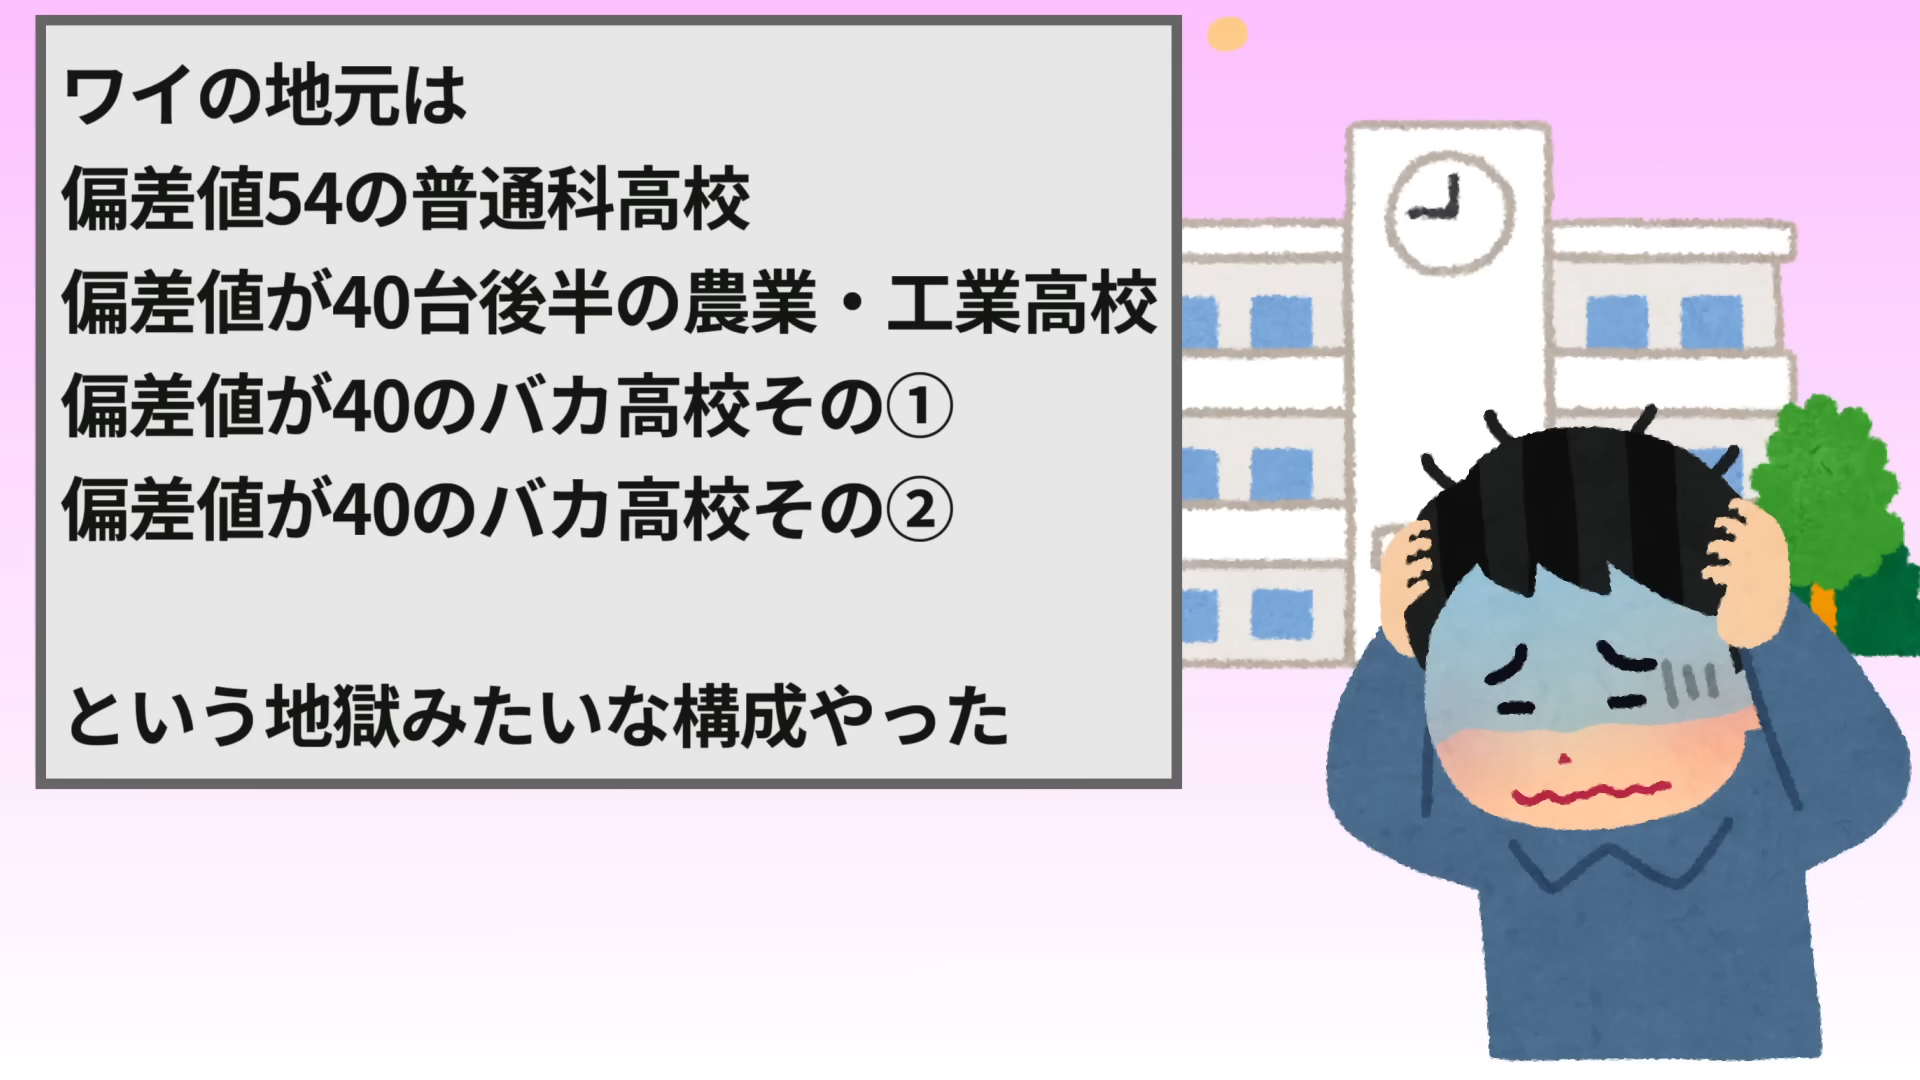 ワイの地元は
偏差値54の普通科高校
偏差値が40台後半の農業・工業高校
偏差値が40のバカ高校その①
偏差値が40のバカ高校その②
という地獄みたいな構成やった